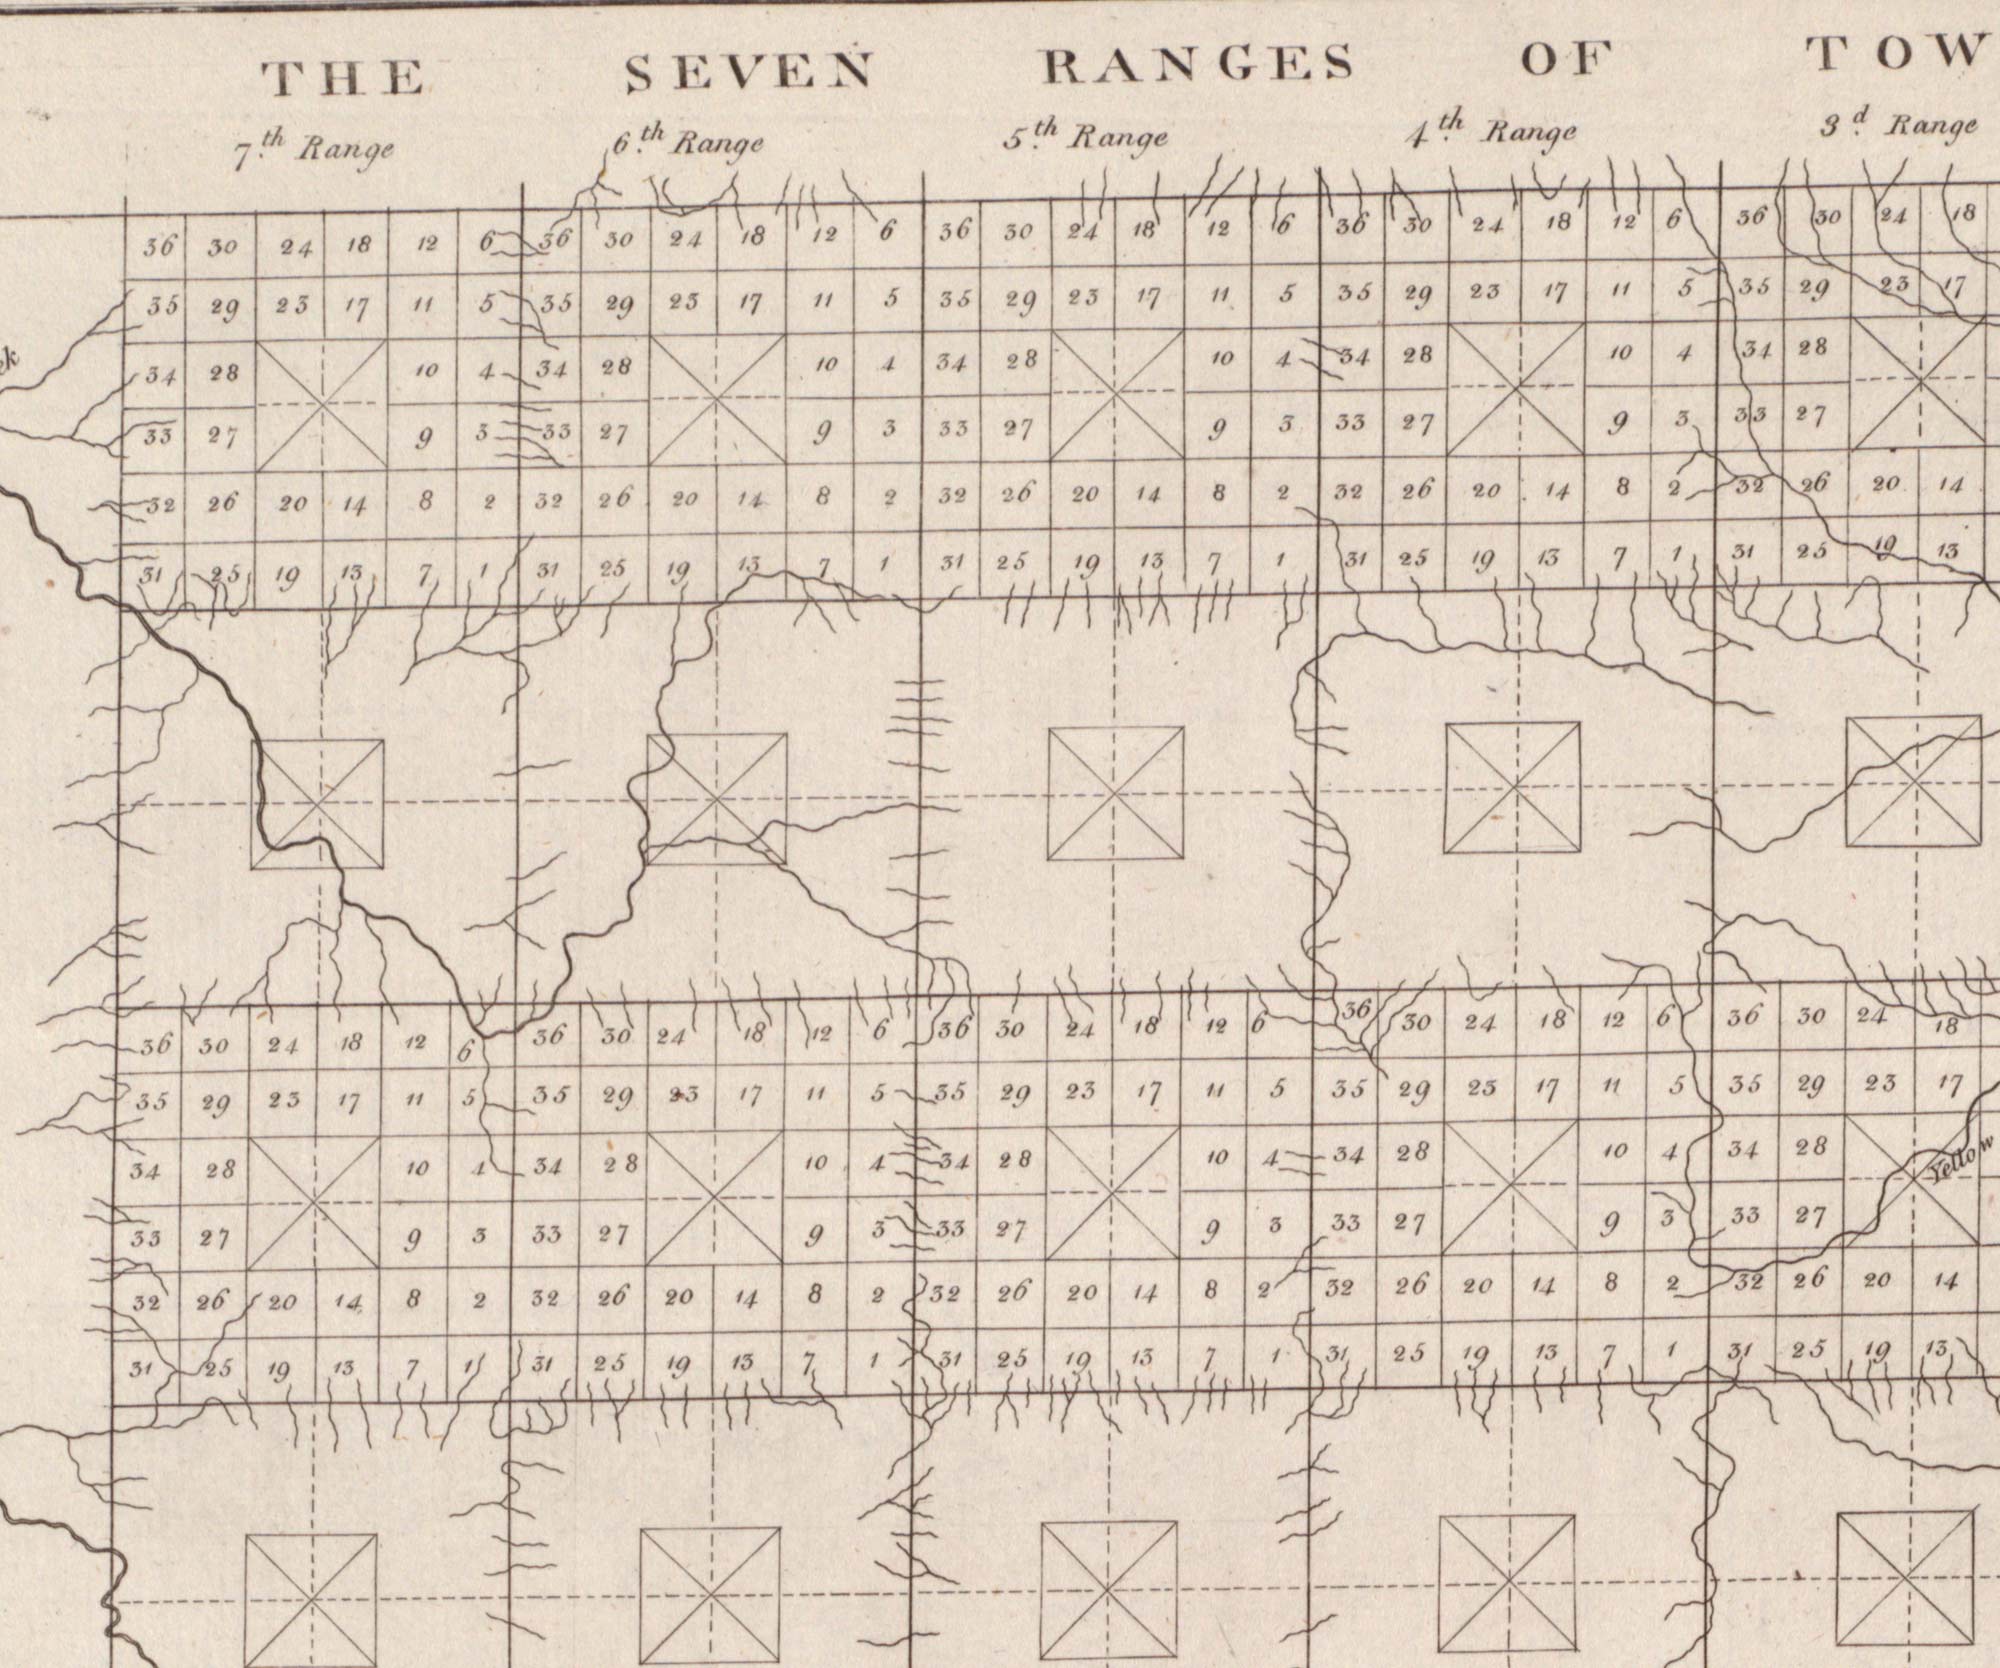 THE SEVEN RANGES OF TOW
7.th Range 6.th Range 5.th Range 4.th Range 3.d Range
36 30 24 18 12 6 36 30 24 18 12 6 36 30 24 18 12 6 36 30 24 18 12 6 36 30 24 18
35 29 23 17 11 5 35 29 23 17 11 5 35 29 23 17 11 5 35 29 23 17 11 5 35 29 23 17
ek
34 28 10 4 34 28 10 4 34 28 10 4 34 28 10 4 34 28
33 27 9 3 33 27 9 3 33 27 9 3 33 27 9 3 33 27
32 26 20 14 8 2 32 26 20 14 8 2 32 26 20 14 8 2 32 26 20 14 8 2 32 26 20 14
31 25 19 13 7 1 31 25 19 13 7 1 31 25 19 13 7 1 31 25 19 13 7 1 31 25 19 13
36 30 24 18 12 6 36 30 24 18 12 6 36 30 24 18 12 6 36 30 24 18 12 6 36 30 24 18
35 29 23 17 11 5 35 29 23 17 11 5 35 29 23 17 11 5 35 29 23 17 11 5 35 29 23 17
34 28 10 4 34 28 10 4 34 28 10 4 34 28 10 4 34 28
Yellow
33 27 9 3 33 27 9 3 33 27 9 3 33 27 9 3 33 27
32 26 20 14 8 2 32 26 20 14 8 2 32 26 20 14 8 2 32 26 20 14 8 2 32 26 20 14
31 25 19 13 7 1 31 25 19 13 7 1 31 25 19 13 7 1 31 25 19 13 7 1 31 25 19 13